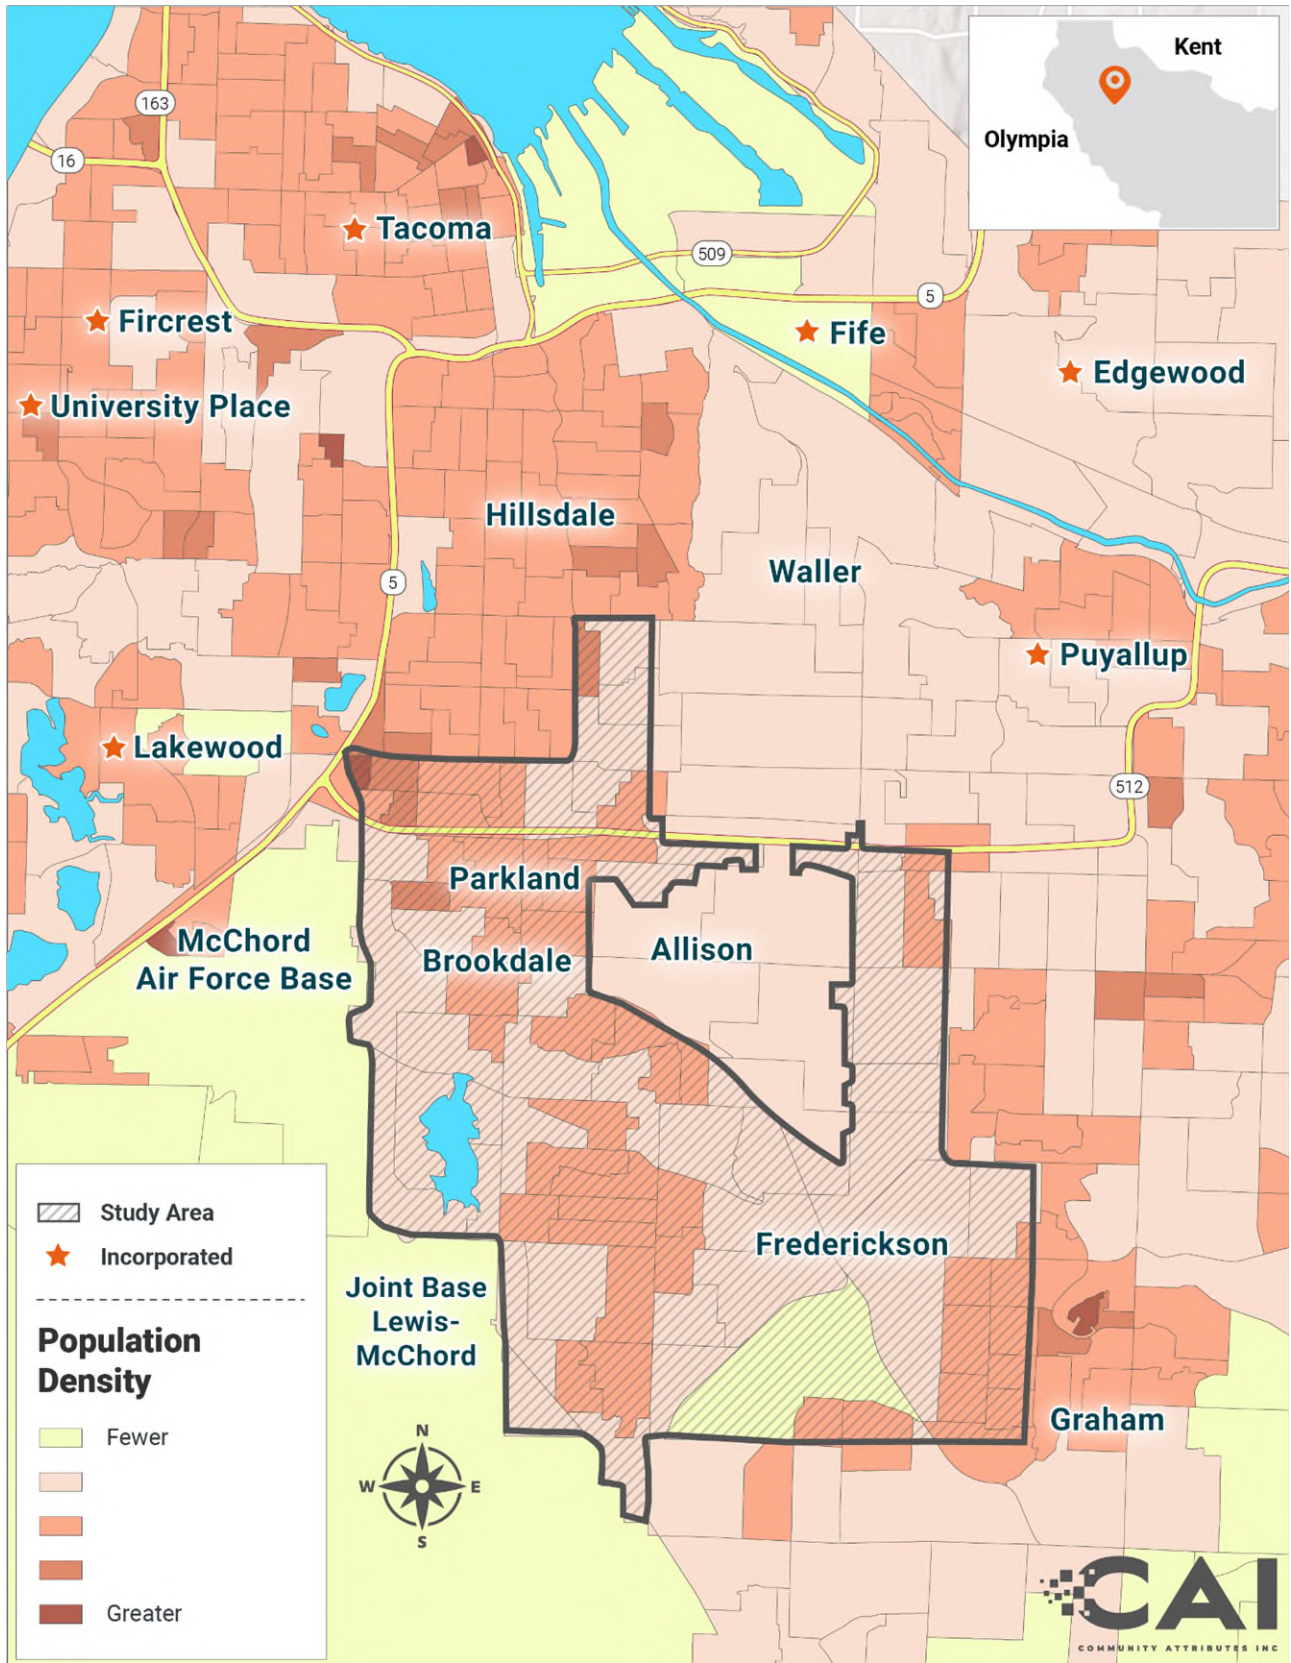 Kent
Olympia
163
16
Tacoma
509
5
Fircrest
Fife
Edgewood
University Place
Hillsdale
Waller
5
Puyallup
Lakewood
512
Parkland
McChord
Air Force Base
Brookdale
Allison
Study Area
Incorporated
Frederickson
Joint Base
Lewis-
McChord
Population
Density
Fewer
Greater
Graham
N
W
E
S
CAI
COMMUNITY ATTRIBUTES INC